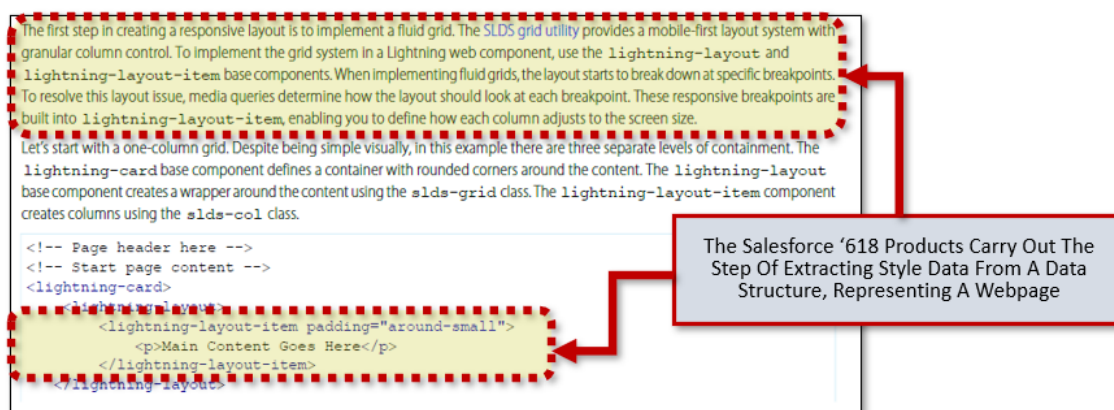 The first step in creating a responsive layout is to implement a fluid grid. The SLDS grid utility provides a mobile-first layout system with
granular column control. To implement the grid system in a Lightning web component, use the lightning-layout and
lightning-layout-item base components. When implementing fluid grids, the layout starts to break down at specific breakpoints.
To resolve this layout issue, media queries determine how the layout should look at each breakpoint. These responsive breakpoints are
built into lightning-layout-item, enabling you to define how each column adjusts to the screen size.
Let's start with a one-column grid. Despite being simple visually, in this example there are three separate levels of containment. The
lightning-card base component defines a container with rounded corners around the content. The lightning-layout
base component creates a wrapper around the content using the slds-grid class. The lightning-layout-item component
creates columns using the slds-col class.
<!-- Page header here -->
<!-- Start page content -->
<lightning-card>
<lightning-layout>
<lightning-layout-item padding="around-small">
<p>Main Content Goes Here</p>
</lightning-layout-item>
</lightning-layout>
The Salesforce ‘618 Products Carry Out The
Step Of Extracting Style Data From A Data
Structure, Representing A Webpage